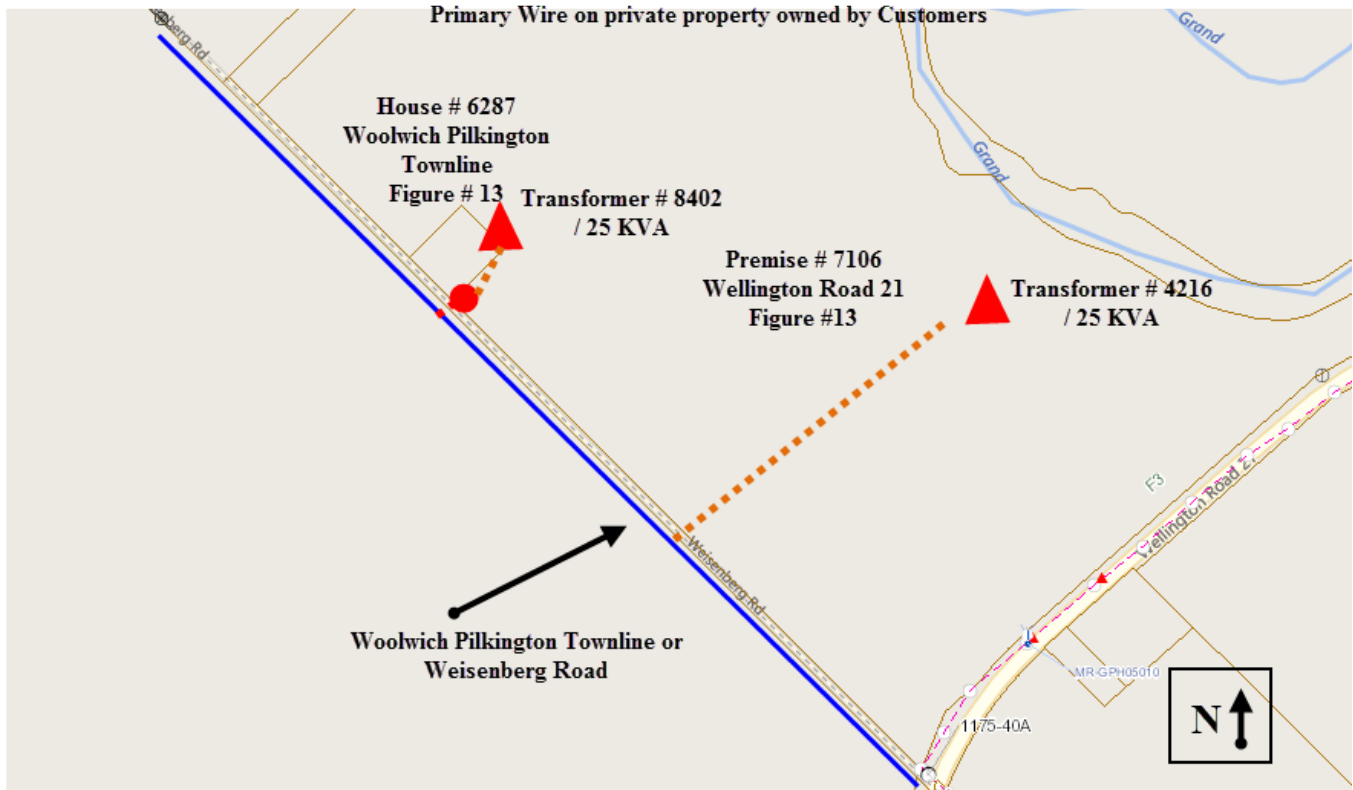 Primary Wire on private property owned by Customers
nberg Rd
Grand
House # 6287
Woolwich Pilkington
Townline
Figure # 13
Transformer # 8402
/ 25 KVA
Grand
Premise # 7106
Wellington Road 21
Figure #13
Transformer # 4216
/ 25 KVA
F3
Wellington Road 2
Weisenberg Rd
Woolwich Pilkington Townline or
Weisenberg Road
MR-GPH05010
1175-40A
N